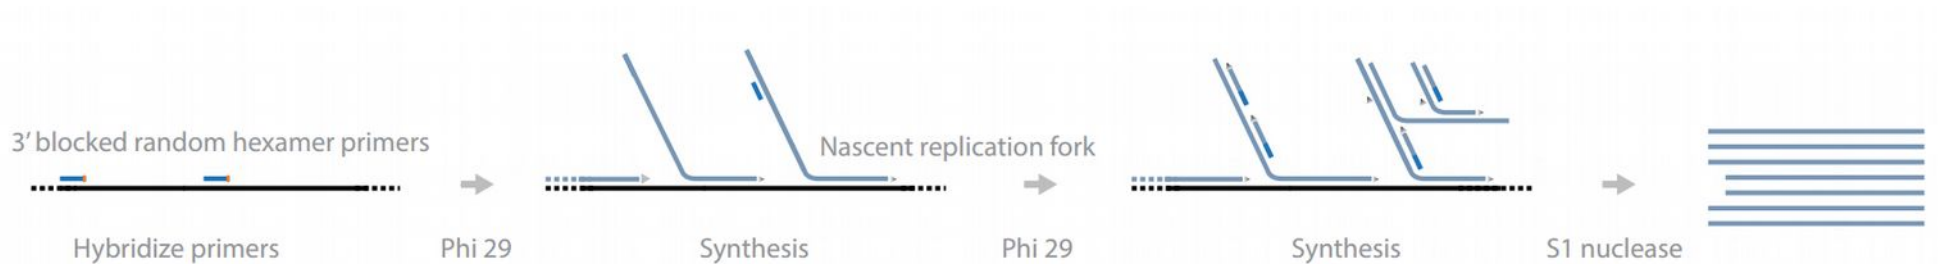 3’ blocked random hexamer primers
Nascent replication fork
Hybridize primers
Phi 29
Synthesis
Phi 29
Synthesis
S1 nuclease